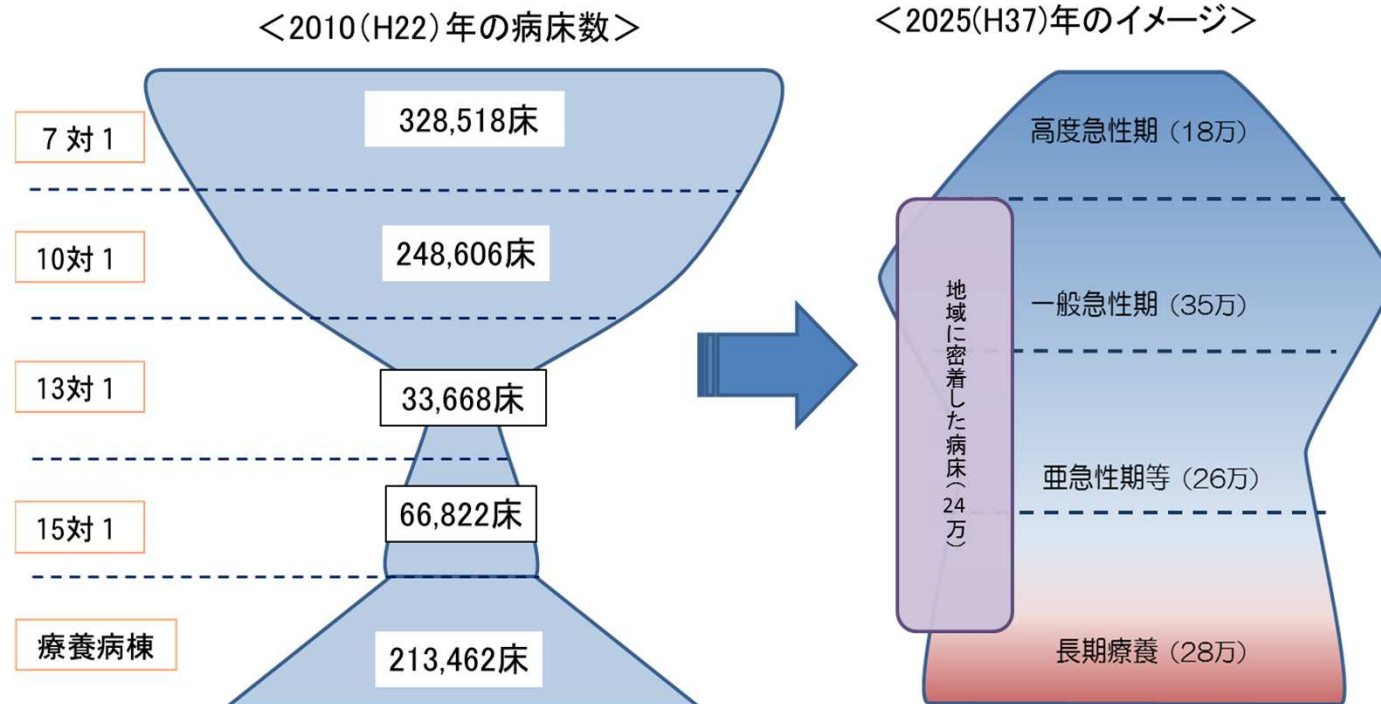 ＜2010(H22)年の病床数＞
＜2025(H37)年のイメージ＞
7対1
328,518床
10対1
248,606床
13対1
33,668床
15対1
66,822床
療養病棟
213,462床
高度急性期（18万）
一般急性期（35万）
亜急性期等（26万）
長期療養（28万）
地域に密着した病床（24万）